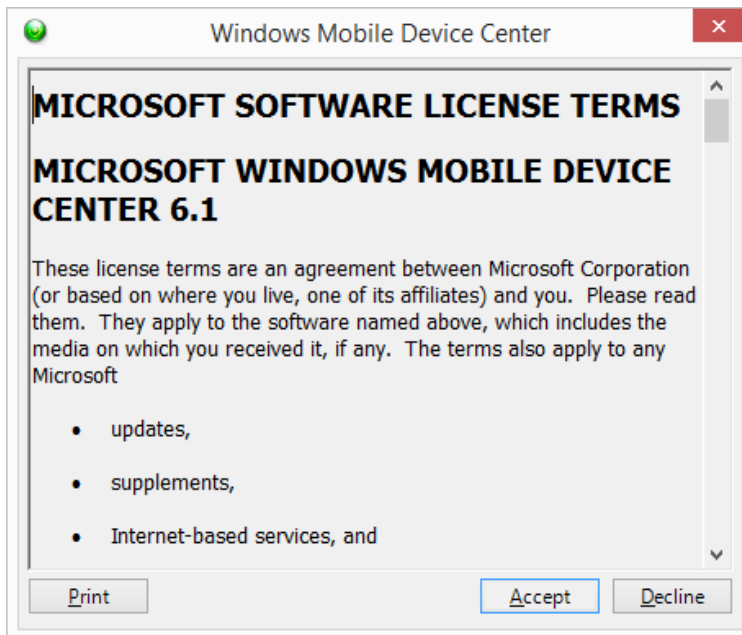 Windows Mobile Device Center
MICROSOFT SOFTWARE LICENSE TERMS
MICROSOFT WINDOWS MOBILE DEVICE
CENTER 6.1
These license terms are an agreement between Microsoft Corporation
(or based on where you live, one of its affiliates) and you.  Please read
them.  They apply to the software named above, which includes the
media on which you received it, if any.  The terms also apply to any
Microsoft
• updates,
• supplements,
• Internet-based services, and
Print Accept Decline